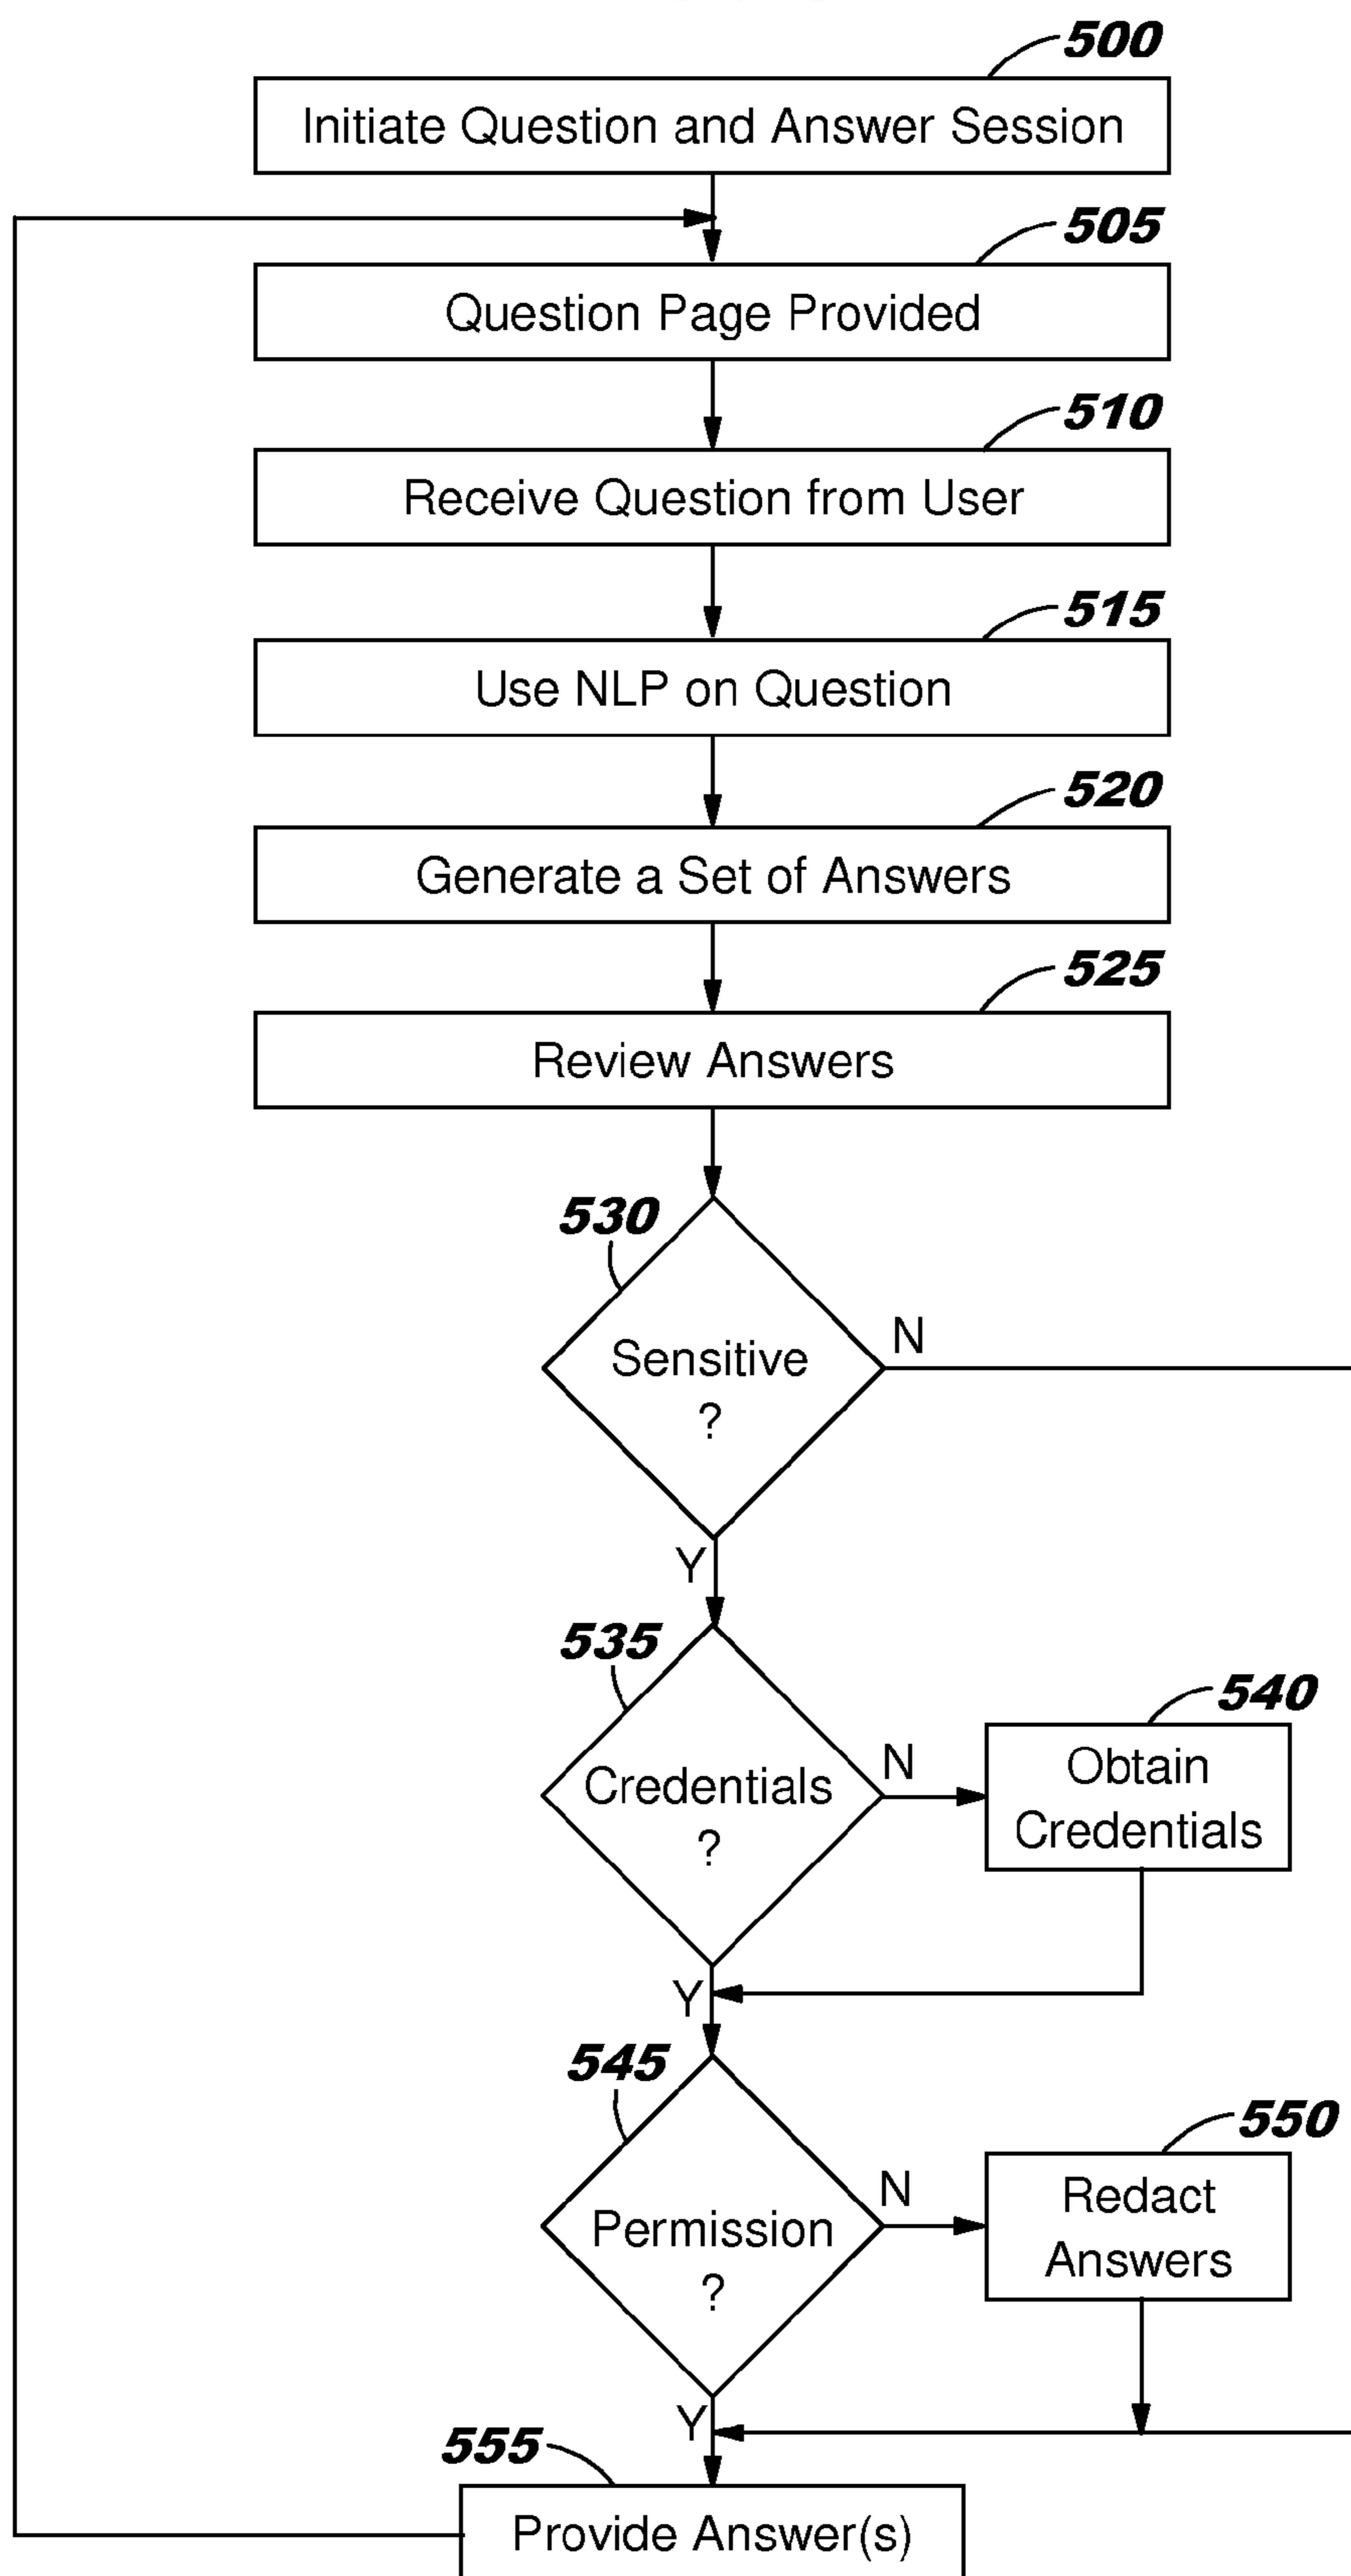 500
Initiate Question and Answer Session
505
Question Page Provided
510
Receive Question from User
515
Use NLP on Question
520
Generate a Set of Answers
525
Review Answers
530
Sensitive
?
N
Y
535
Credentials
?
N
540
Obtain
Credentials
Y
545
Permission
?
N
550
Redact
Answers
Y
555
Provide Answer(s)